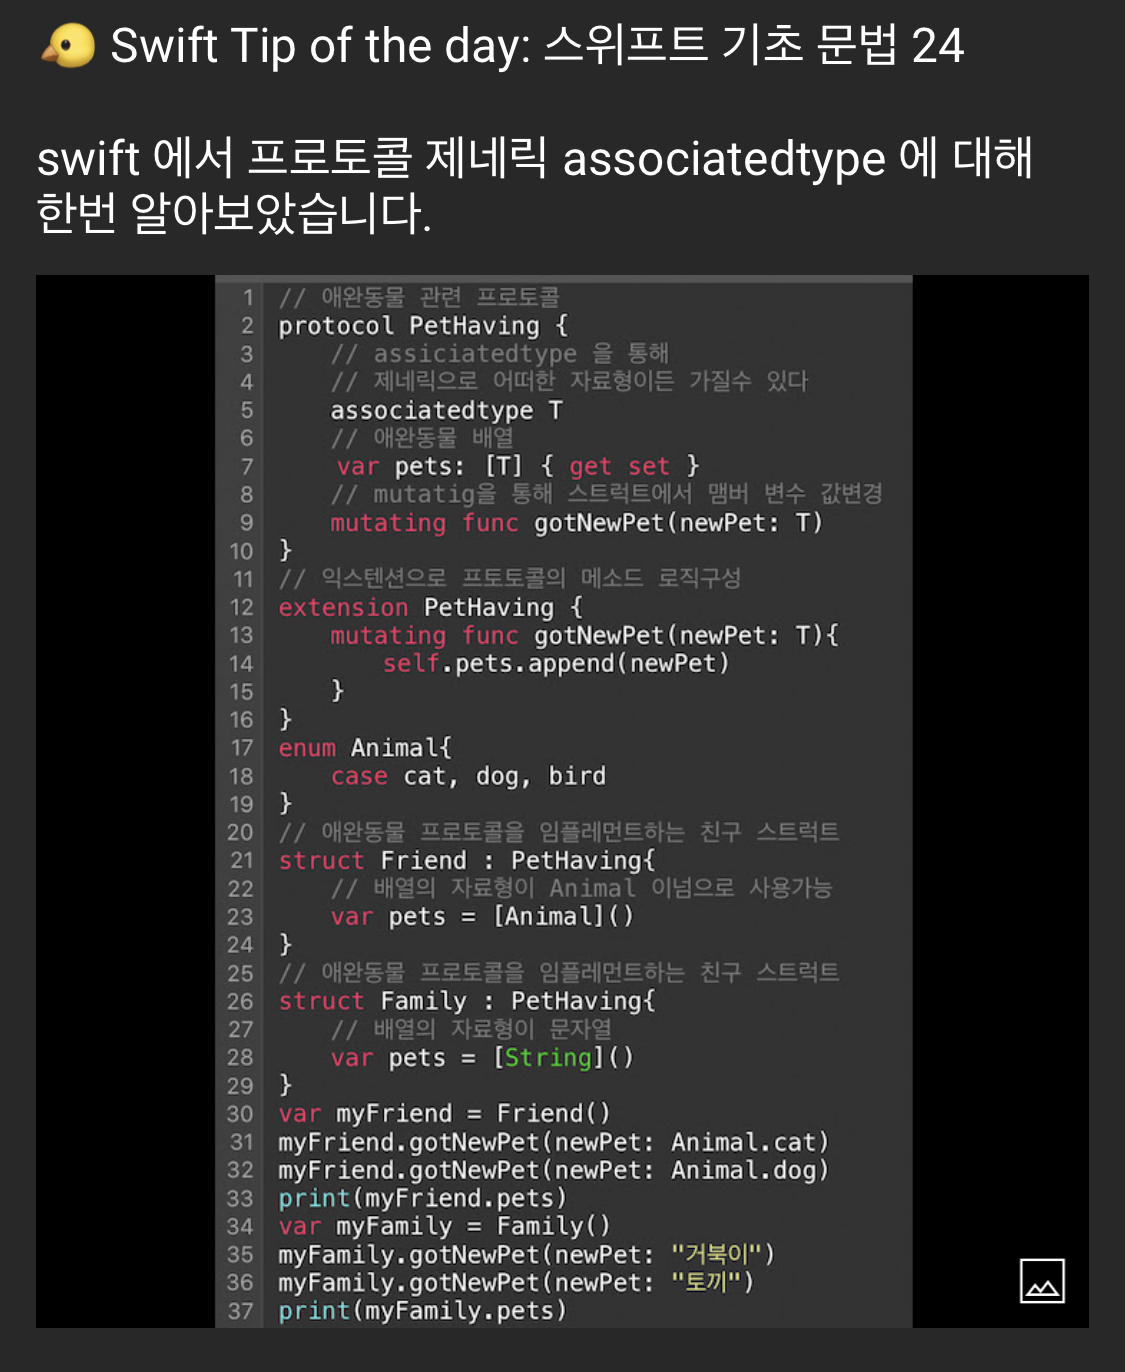 🐤 Swift Tip of the day: 스위프트 기초 문법 24
swift 에서 프로토콜 제네릭 associatedtype 에 대해
한번 알아보았습니다.
1 // 애완동물 관련 프로토콜
2 protocol PetHaving {
3 // assiciatedtype 을 통해
4 // 제네릭으로 어떠한 자료형이든 가질수 있다
5 associatedtype T
6 // 애완동물 배열
7 var pets: [T] { get set }
8 // mutatig을 통해 스트럭트에서 맴버 변수 값변경
9 mutating func gotNewPet(newPet: T)
10 }
11 // 익스텐션으로 프토토콜의 메소드 로직구성
12 extension PetHaving {
13 mutating func gotNewPet(newPet: T){
14 self.pets.append(newPet)
15 }
16 }
17 enum Animal{
18 case cat, dog, bird
19 }
20 // 애완동물 프로토콜을 임플레먼트하는 친구 스트럭트
21 struct Friend : PetHaving{
22 // 배열의 자료형이 Animal 이넘으로 사용가능
23 var pets = [Animal]()
24 }
25 // 애완동물 프로토콜을 임플레먼트하는 친구 스트럭트
26 struct Family : PetHaving{
27 // 배열의 자료형이 문자열
28 var pets = [String]()
29 }
30 var myFriend = Friend()
31 myFriend.gotNewPet(newPet: Animal.cat)
32 myFriend.gotNewPet(newPet: Animal.dog)
33 print(myFriend.pets)
34 var myFamily = Family()
35 myFamily.gotNewPet(newPet: "거북이")
36 myFamily.gotNewPet(newPet: "토끼")
37 print(myFamily.pets)